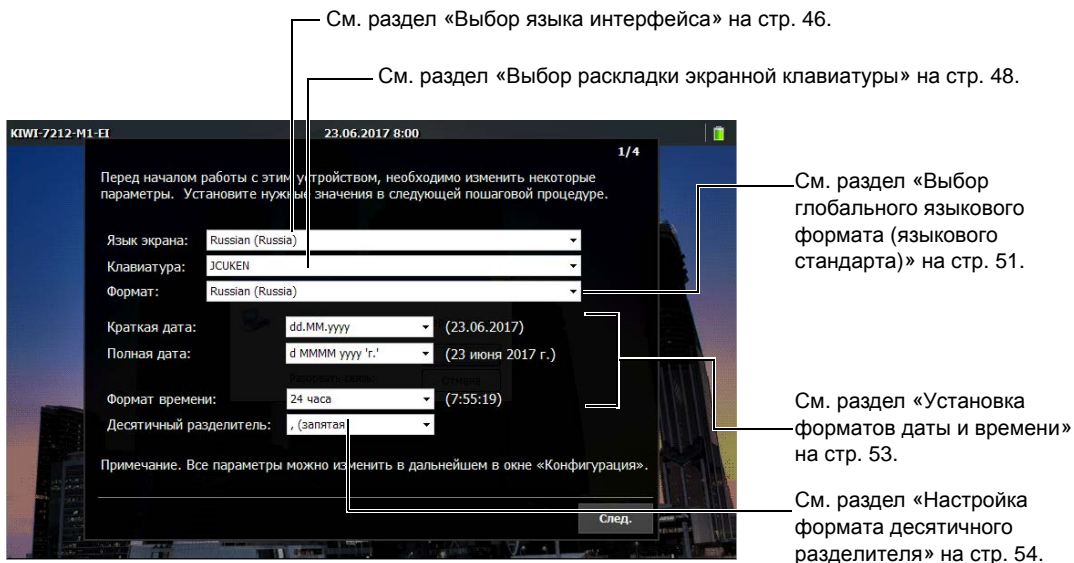 См. раздел «Выбор языка интерфейса» на стр. 46.
См. раздел «Выбор раскладки экранной клавиатуры» на стр. 48.
KIWI-7212-M1-EI
23.06.2017 8:00
1/4
Перед началом работы с этим устройством, необходимо изменить некоторые
параметры. Установите нужные значения в следующей пошаговой процедуре.
Язык экрана: Russian (Russia)
Клавиатура: JCUKEN
Формат: Russian (Russia)
Краткая дата: dd.MM.yyyy (23.06.2017)
Полная дата: d MMMM yyyy 'г.' (23 июня 2017 г.)
Формат времени: 24 часа (7:55:19)
Десятичный разделитель: , (запятая
Примечание. Все параметры можно изменить в дальнейшем в окне «Конфигурация».
След.
См. раздел «Выбор
глобального языкового
формата (языкового
стандарта)» на стр. 51.
См. раздел «Установка
форматов даты и времени»
на стр. 53.
См. раздел «Настройка
формата десятичного
разделителя» на стр. 54.